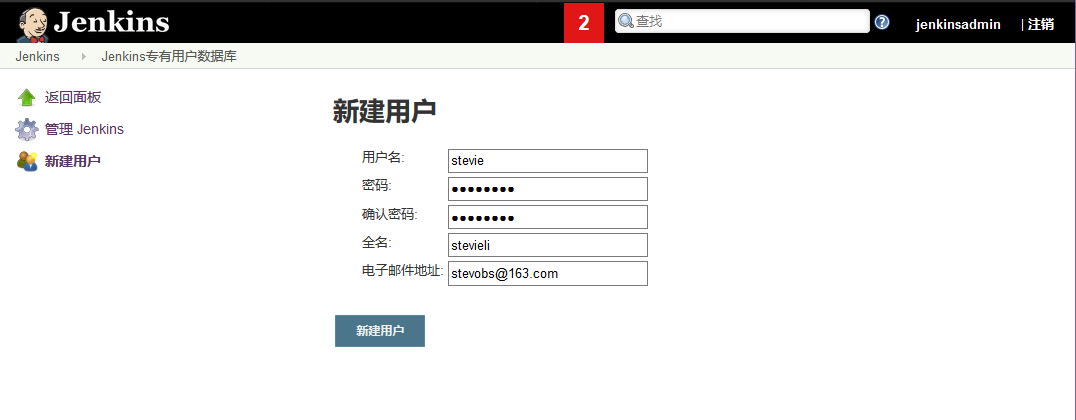 Jenkins 2 查找 jenkinsadmin | 注销
Jenkins Jenkins专有用户数据库
返回面板
管理 Jenkins
新建用户
新建用户
用户名: stevie
密码: ••••••••
确认密码: ••••••••
全名: stevieli
电子邮件地址: stevobs@163.com
新建用户